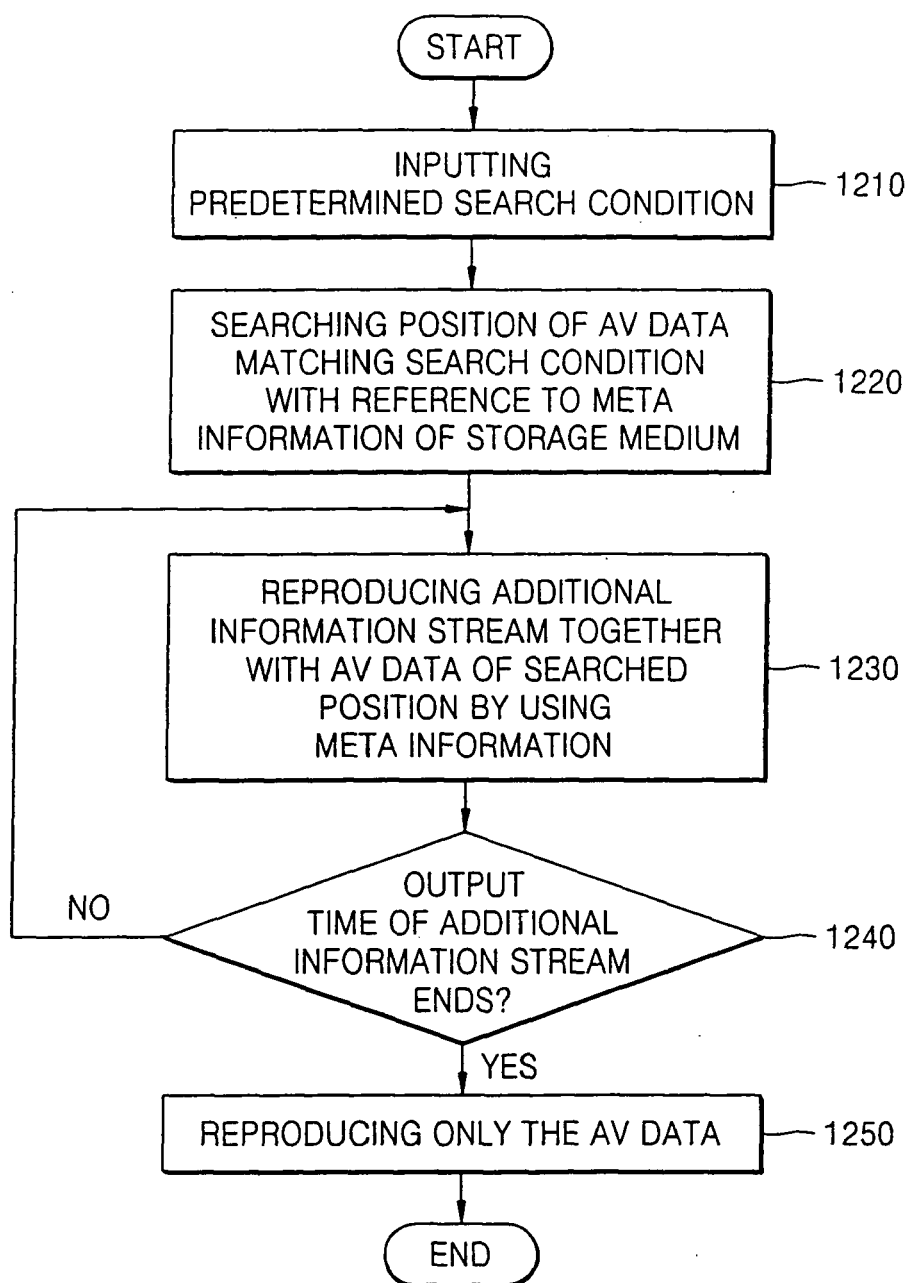 START
INPUTTING
PREDETERMINED SEARCH CONDITION
1210
SEARCHING POSITION OF AV DATA
MATCHING SEARCH CONDITION
WITH REFERENCE TO META
INFORMATION OF STORAGE MEDIUM
1220
REPRODUCING ADDITIONAL
INFORMATION STREAM TOGETHER
WITH AV DATA OF SEARCHED
POSITION BY USING
META INFORMATION
1230
OUTPUT
TIME OF ADDITIONAL
INFORMATION STREAM
ENDS?
1240
NO
YES
REPRODUCING ONLY THE AV DATA
1250
END